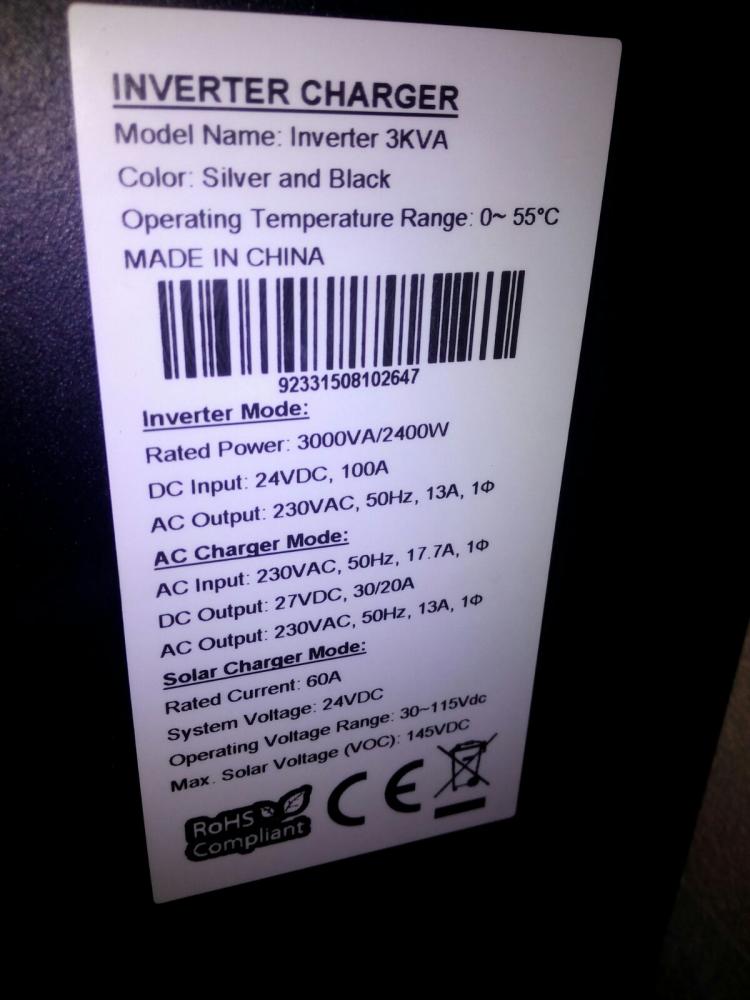 INVERTER CHARGER
Model Name: Inverter 3KVA
Color: Silver and Black
Operating Temperature Range: 0~ 55°C
MADE IN CHINA
92331508102647
Inverter Mode:
Rated Power: 3000VA/2400W
DC Input: 24VDC, 100A
AC Output: 230VAC, 50Hz, 13A, 1Φ
AC Charger Mode:
AC Input: 230VAC, 50Hz, 17.7A, 1Φ
DC Output: 27VDC, 30/20A
AC Output: 230VAC, 50Hz, 13A, 1Φ
Solar Charger Mode:
Rated Current: 60A
System Voltage: 24VDC
Operating Voltage Range: 30~115Vdc
Max. Solar Voltage (VOC): 145VDC
RoHS
Compliant
CE